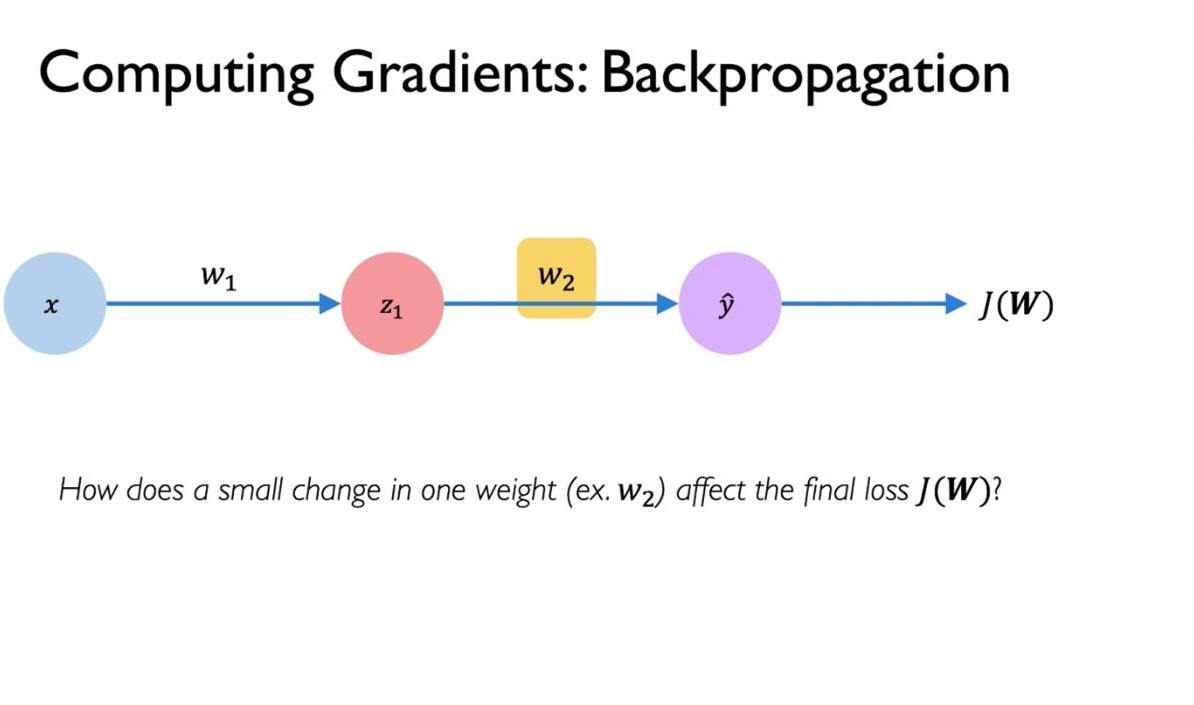 Computing Gradients: Backpropagation
w₁
w₂
x
z₁
ŷ
J(W)
How does a small change in one weight (ex. w₂) affect the final loss J(W)?